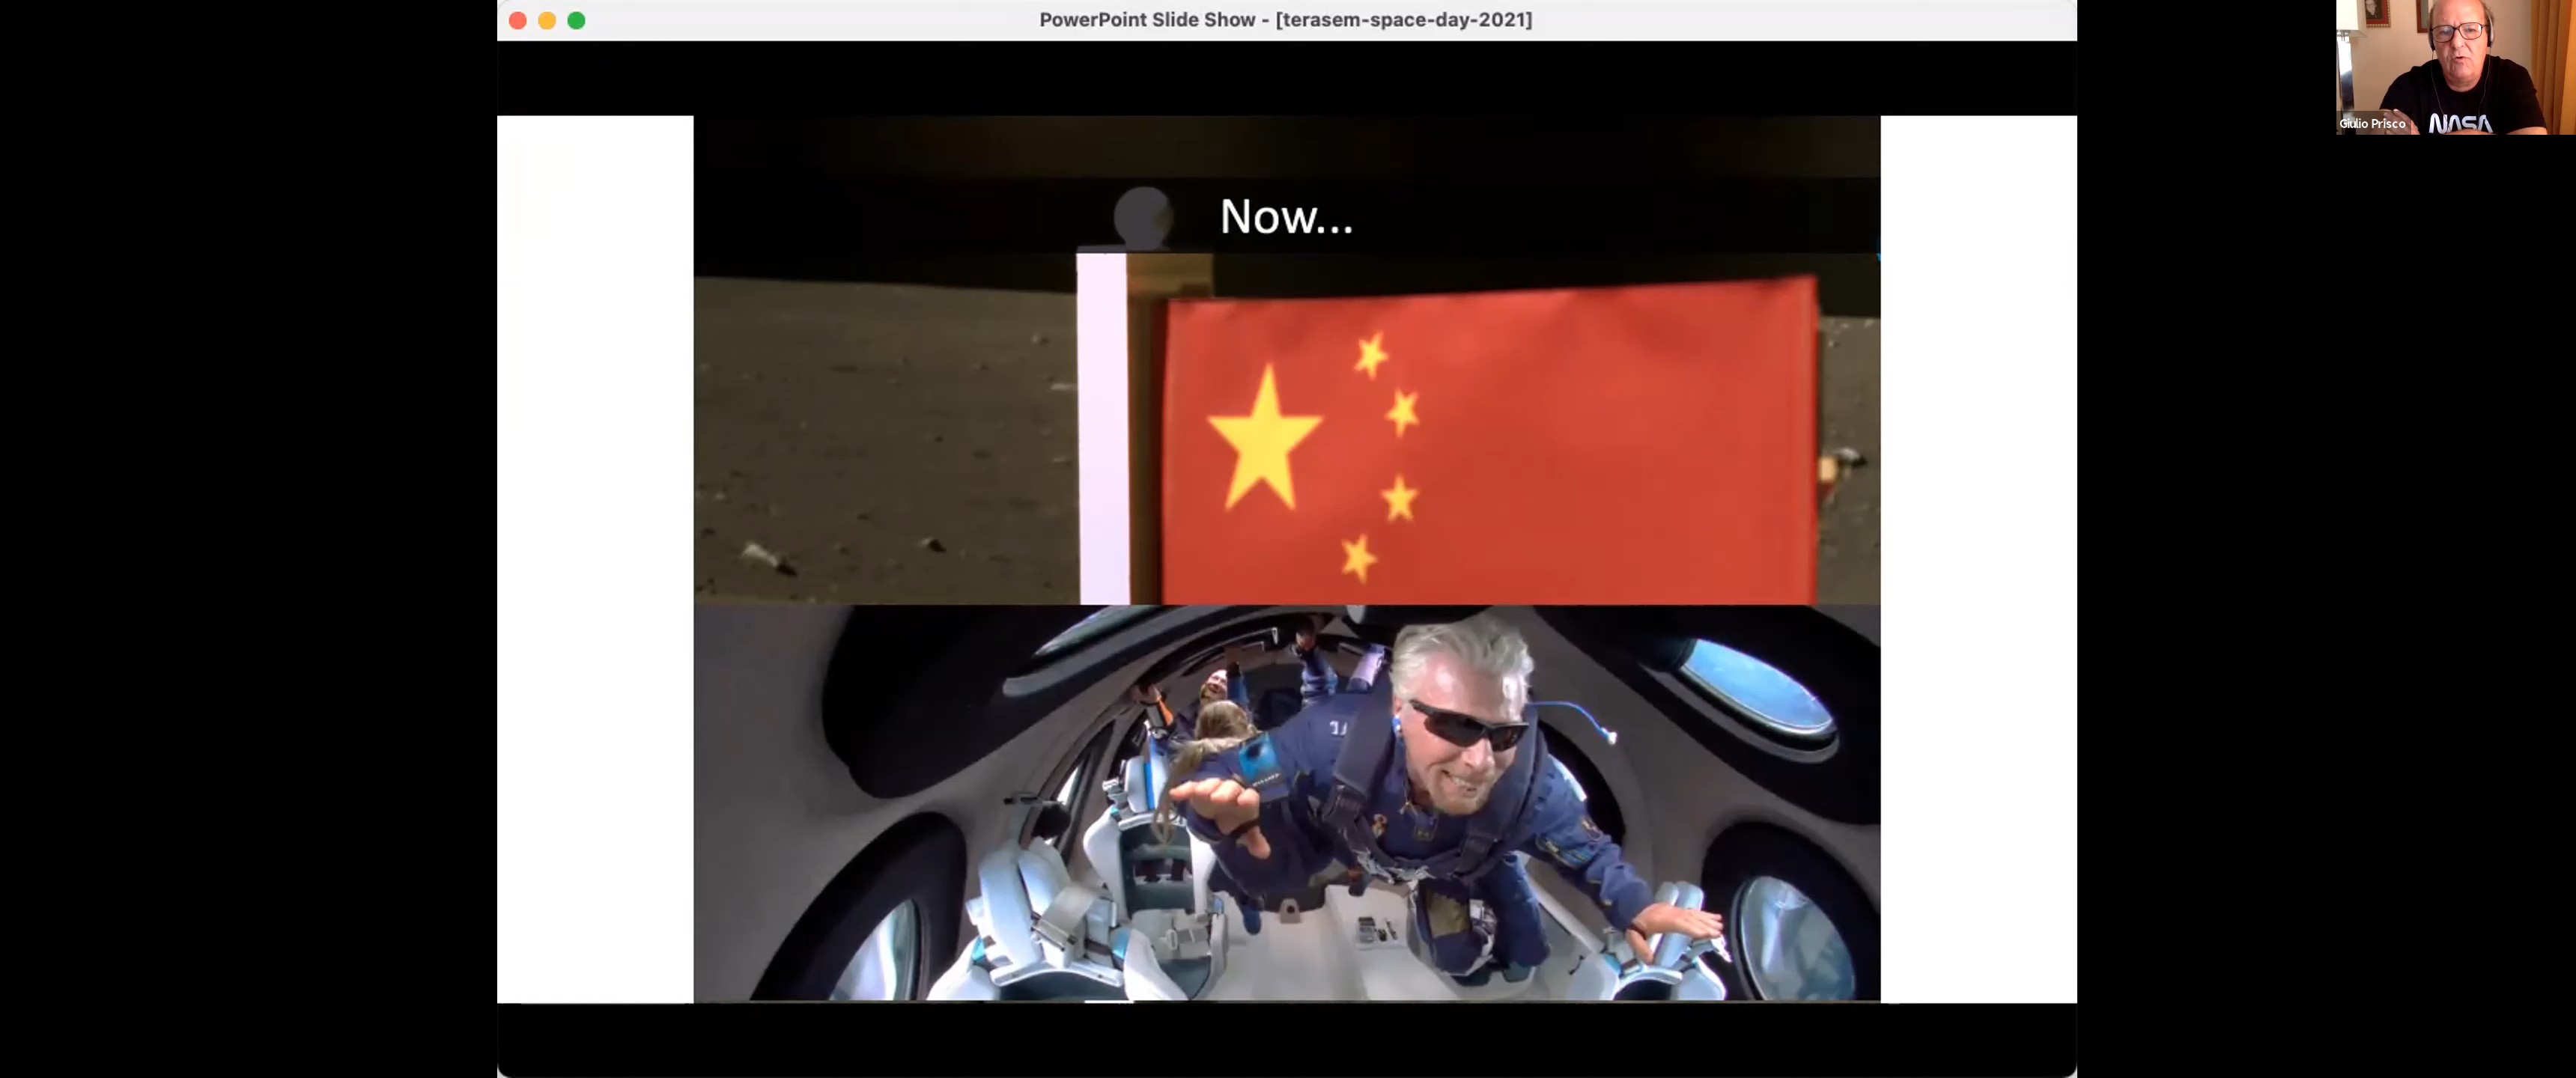 PowerPoint Slide Show - [terasem-space-day-2021]
Now...
Giulio Prisco
NASA